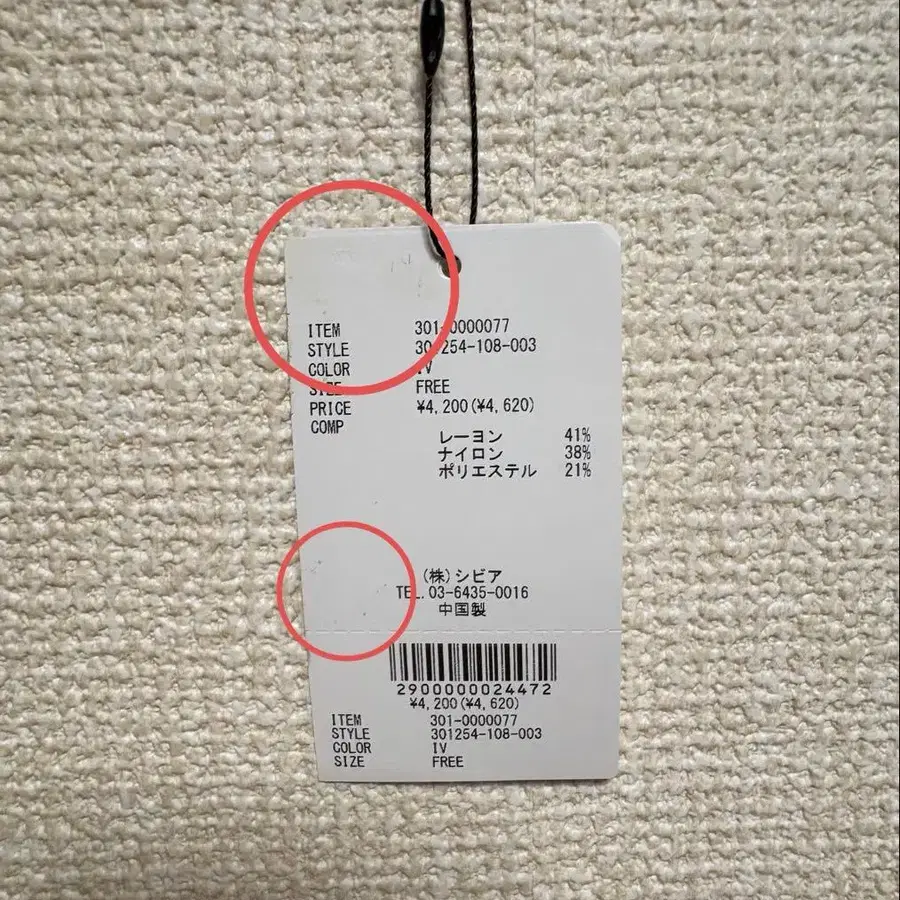 ITEM 301-0000077
STYLE 301254-108-003
COLOR IV
SIZE FREE
PRICE ¥4,200(¥4,620)
COMP
レーヨン 41%
ナイロン 38%
ポリエステル 21%
(株)シビア
TEL.03-6435-0016
中国製
2900000024472
¥4,200(¥4,620)
ITEM 301-0000077
STYLE 301254-108-003
COLOR IV
SIZE FREE